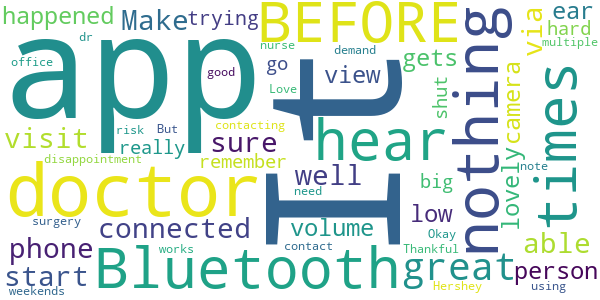 happened
Make
trying
BEFORE
via
ear
hard
multiple
dr
nurse
demand
gets
office
app
good
go
view
camera
Love
shut
nothing
times
visit
But
really
risk
sure
contacting
remember
hear
I
t
disappointment
doctor
well
big
lovely
note
need
surgery
connected
volume
low
able
phone
contact
Okay
Thankful
start
Bluetooth
works
great
person
weekends
Hershey
using